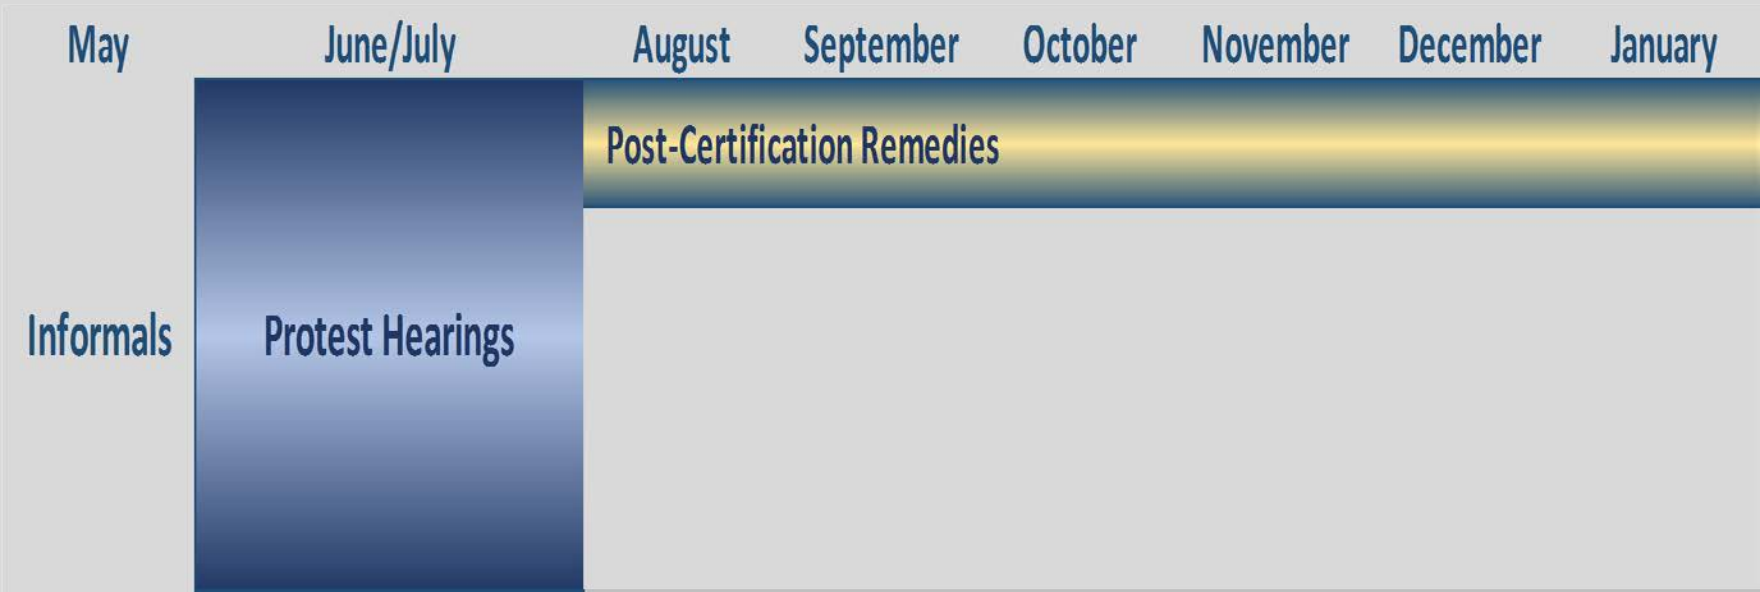 May June/July August September October November December January
Post-Certification Remedies
Informals Protest Hearings